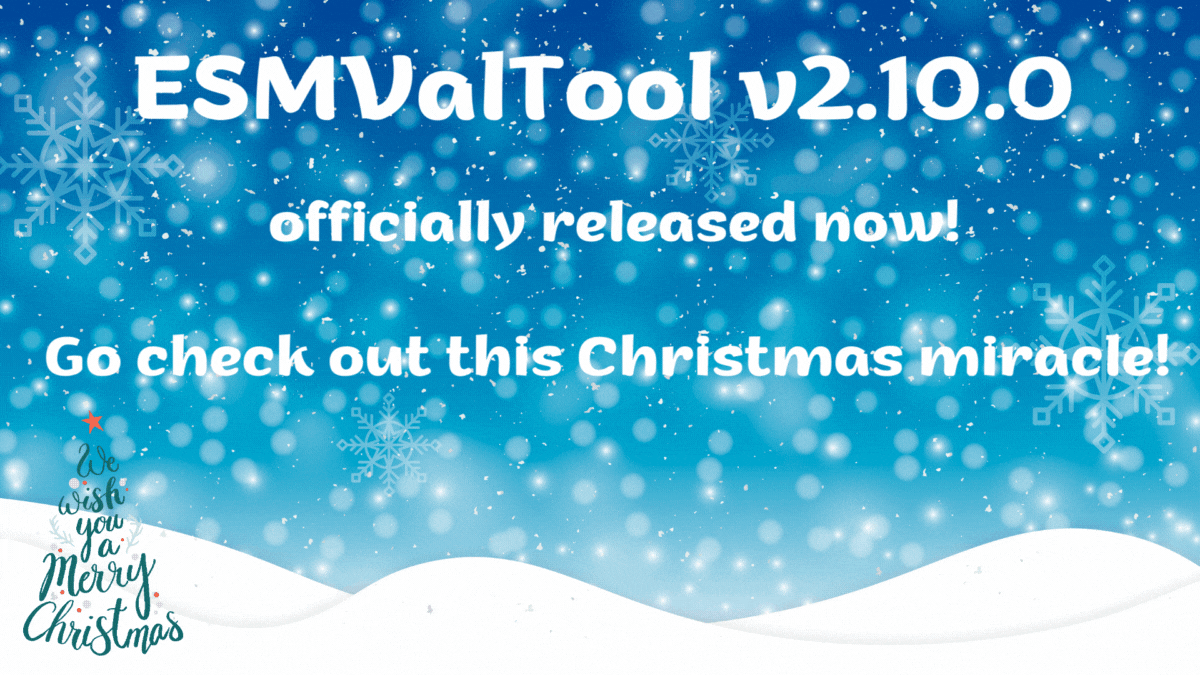 ESMValTool v2.10.0
officially released now!
Go check out this Christmas miracle!
We
wish
you
a
Merry
Christmas